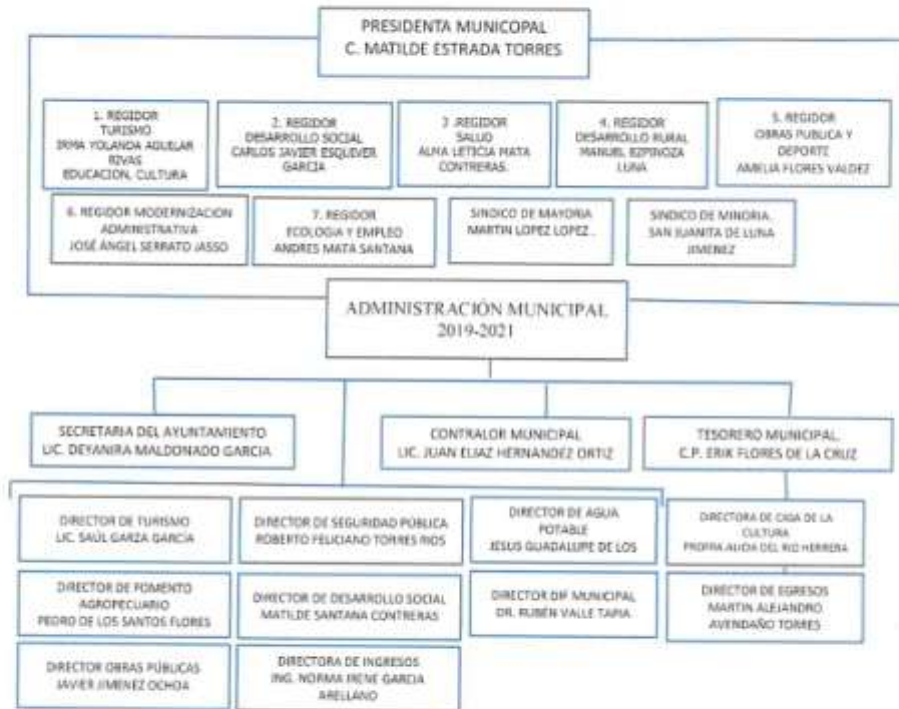 PRESIDENTA MUNICOPAL
C. MATILDE ESTRADA TORRES
1. REGIDOR
TURISMO
IRMA YOLANDA AGUELAR
RIVAS
EDUCACION, CULTURA
2. REGIDOR
DESARROLLO SOCIAL
CARLOS JAVIER ESQUEVER
GARCIA
3 .REGIDOR
SALUD
ALMA LETICIA MATA
CONTRERAS.
4. REGIDOR
DESARROLLO RURAL
MANUEL EZPINOZA
LUNA
5. REGIDOR
OBRAS PUBLICA Y
DEPORTE
AMELIA FLORES VALDEZ
6. REGIDOR MODERNIZACION
ADMINISTRATIVA
JOSÉ ÁNGEL SERRATO JASSO
7. REGIDOR
ECOLOGIA Y EMPLEO
ANDRES MATA SANTANA
SINDICO DE MAYORIA
MARTIN LOPEZ LOPEZ .
SINDICO DE MINORIA.
SAN JUANITA DE LUNA
JIMENEZ
ADMINISTRACIÓN MUNICIPAL
2019-2021
SECRETARIA DEL AYUNTAMIENTO
LIC. DEYANIRA MALDONADO GARCIA
CONTRALOR MUNICIPAL
LIC. JUAN ELIAZ HERNANDEZ ORTIZ
TESORERO MUNICIPAL.
C.P. ERIK FLORES DE LA CRUZ
DIRECTOR DE TURISMO
LIC. SAÚL GARZA GARCÍA
DIRECTOR DE SEGURIDAD PÚBLICA
ROBERTO FELICIANO TORRES RIOS
DIRECTOR DE AGUA
POTABLE
JESUS GUADALUPE DE LOS
DIRECTORA DE CASA DE LA
CULTURA
PROFRA ALICIA DEL RIO HERRERA
DIRECTOR DE FOMENTO
AGROPECUARIO
PEDRO DE LOS SANTOS FLORES
DIRECTOR DE DESARROLLO SOCIAL
MATILDE SANTANA CONTRERAS
DIRECTOR DIF MUNICIPAL
DR. RUBÉN VALLE TAPIA
DIRECTOR DE EGRESOS
MARTIN ALEJANDRO
AVENDAÑO TORRES
DIRECTOR OBRAS PÚBLICAS
JAVIER JIMENEZ OCHOA
DIRECTORA DE INGRESOS
ING. NORMA IRENE GARCIA
ARELLANO